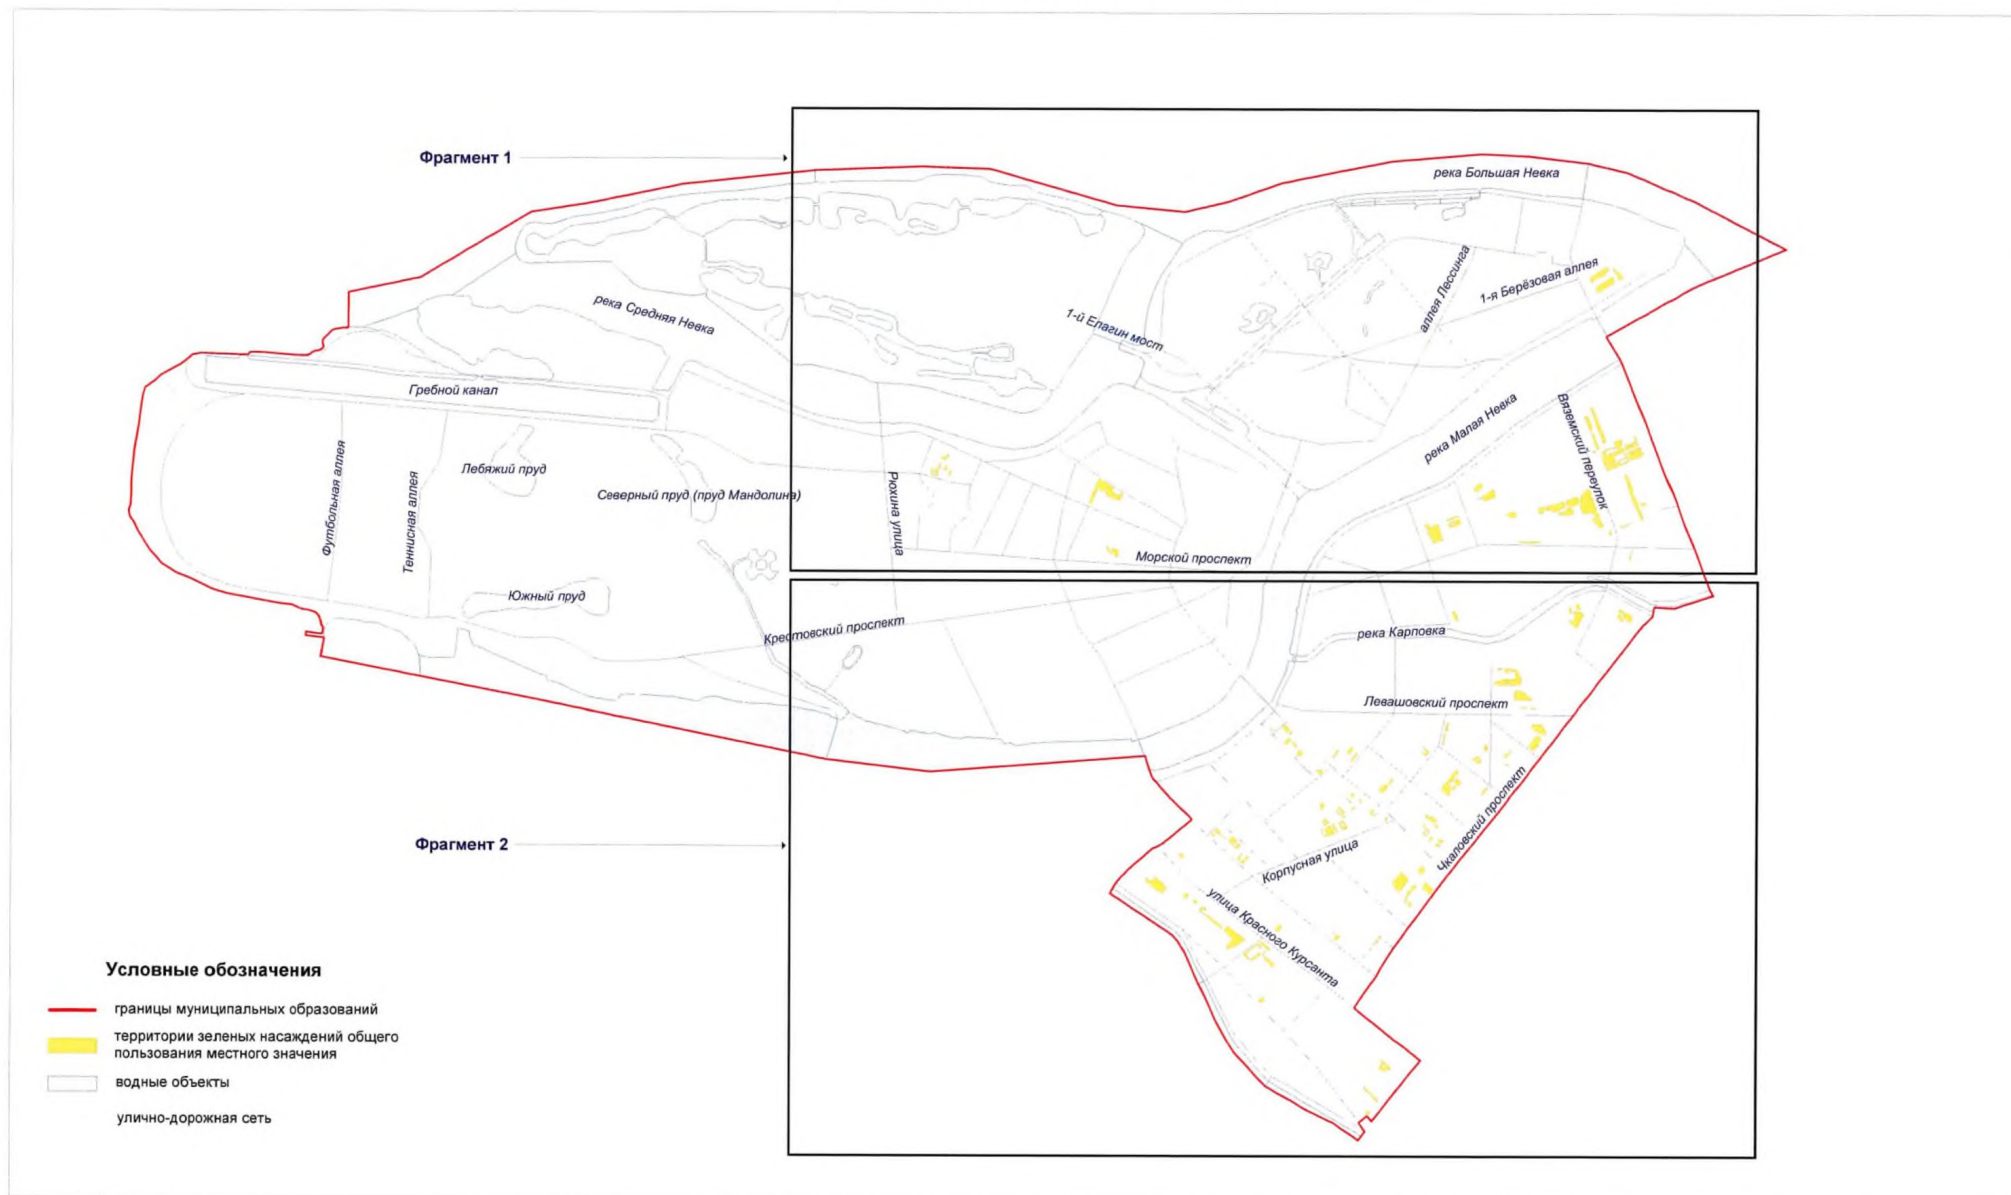 Фрагмент 1
река Большая Невка
река Средняя Невка
1-й Елагин мост
аллея Лессинга
1-я Берёзовая аллея
Гребной канал
река Малая Невка
Вяземский переулок
Футбольная аллея
Теннисная аллея
Лебяжий пруд
Северный пруд (пруд Мандолина)
Рюхина улица
Морской проспект
Южный пруд
Крестовский проспект
река Карповка
Левашовский проспект
Чкаловский проспект
Фрагмент 2
Корпусная улица
улица Красного Курсанта
Условные обозначения
границы муниципальных образований
территории зеленых насаждений общего
пользования местного значения
водные объекты
улично-дорожная сеть